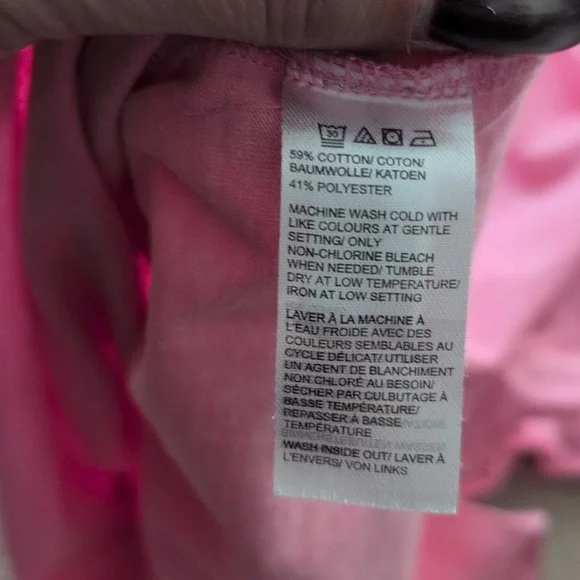 30
59% COTTON/ COTON/
BAUMWOLLE/ KATOEN
41% POLYESTER
MACHINE WASH COLD WITH
LIKE COLOURS AT GENTLE
SETTING/ ONLY
NON-CHLORINE BLEACH
WHEN NEEDED/ TUMBLE
DRY AT LOW TEMPERATURE/
IRON AT LOW SETTING
LAVER À LA MACHINE À
L'EAU FROIDE AVEC DES
COULEURS SEMBLABLES AU
CYCLE DÉLICAT/ UTILISER
UN AGENT DE BLANCHIMENT
NON CHLORÉ AU BESOIN/
SÉCHER PAR CULBUTAGE À
BASSE TEMPÉRATURE/
REPASSER À BASSE
TEMPÉRATURE
WASH INSIDE OUT/ LAVER À
L'ENVERS/ VON LINKS